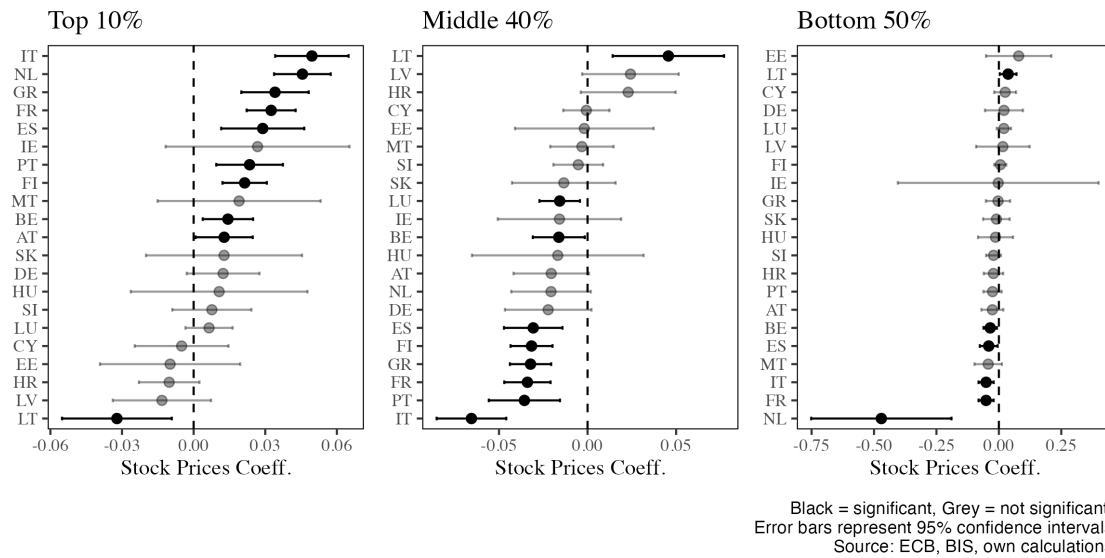 Top 10%
IT
NL
GR
FR
ES
IE
PT
FI
MT
BE
AT
SK
DE
HU
SI
LU
CY
EE
HR
LV
LT
-0.06 -0.03 0.00 0.03 0.06
Stock Prices Coeff.
Middle 40%
LT
LV
HR
CY
EE
MT
SI
SK
LU
IE
BE
HU
AT
NL
DE
ES
FI
GR
FR
PT
IT
-0.05 0.00 0.05
Stock Prices Coeff.
Bottom 50%
EE
LT
CY
DE
LU
LV
FI
IE
GR
SK
HU
SI
HR
PT
AT
BE
ES
MT
IT
FR
NL
-0.75 -0.50 -0.25 0.00 0.25
Stock Prices Coeff.
Black = significant, Grey = not significant
Error bars represent 95% confidence interval
Source: ECB, BIS, own calculation